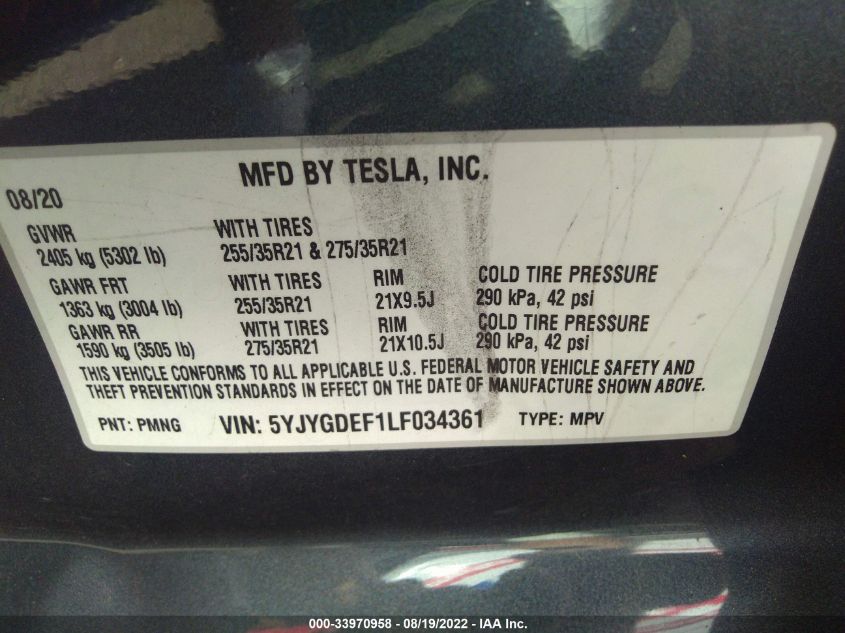 MFD BY TESLA, INC.
08/20
GVWR WITH TIRES
2405 kg (5302 lb) 255/35R21 & 275/35R21
GAWR FRT WITH TIRES RIM COLD TIRE PRESSURE
1363 kg (3004 lb) 255/35R21 21X9.5J 290 kPa, 42 psi
GAWR RR WITH TIRES RIM COLD TIRE PRESSURE
1590 kg (3505 lb) 275/35R21 21X10.5J 290 kPa, 42 psi
THIS VEHICLE CONFORMS TO ALL APPLICABLE U.S. FEDERAL MOTOR VEHICLE SAFETY AND
THEFT PREVENTION STANDARDS IN EFFECT ON THE DATE OF MANUFACTURE SHOWN ABOVE.
PNT: PMNG VIN: 5YJYGDEF1LF034361 TYPE: MPV
000-33970958 - 08/19/2022 - IAA Inc.